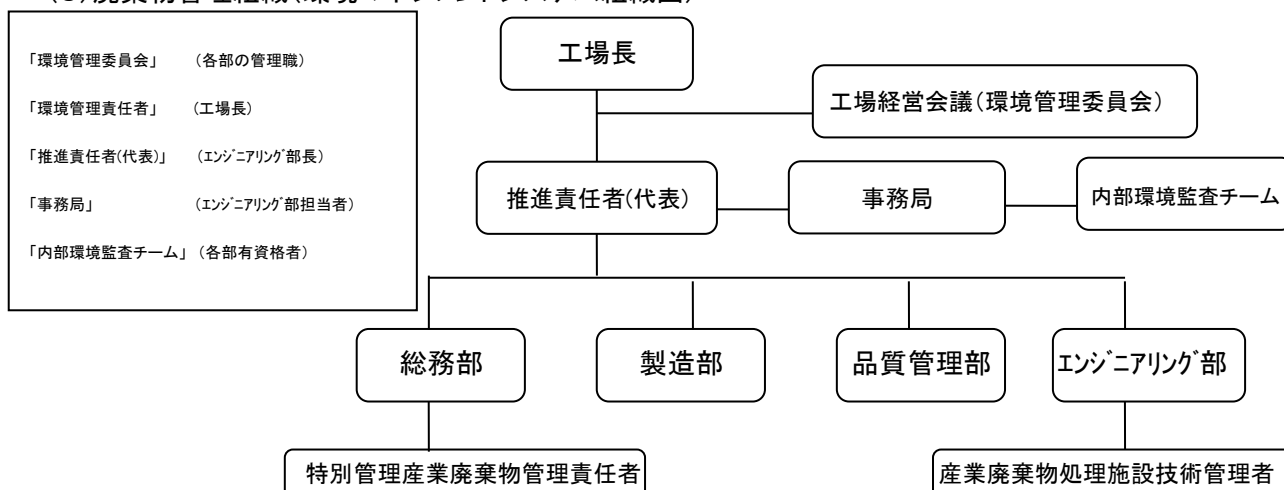 「環境管理委員会」 (各部の管理職)
「環境管理責任者」 (工場長)
「推進責任者(代表)」 (ｴﾝｼﾞﾆｱﾘﾝｸﾞ部長)
「事務局」 (ｴﾝｼﾞﾆｱﾘﾝｸﾞ部担当者)
「内部環境監査チーム」 (各部有資格者)
工場長
工場経営会議(環境管理委員会)
推進責任者(代表)
事務局
内部環境監査チーム
総務部
製造部
品質管理部
ｴﾝｼﾞﾆｱﾘﾝｸﾞ部
特別管理産業廃棄物管理責任者
産業廃棄物処理施設技術管理者